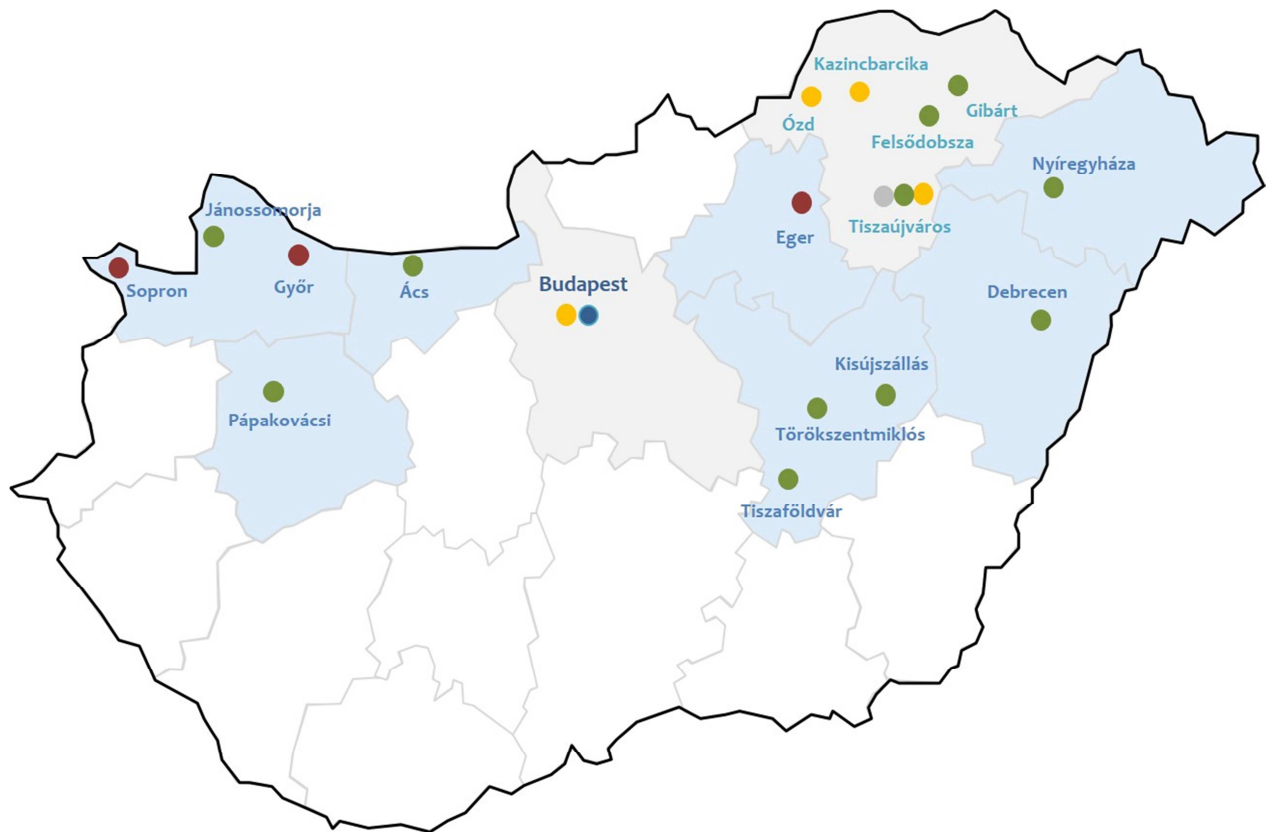 Kazincbarcika
Ózd
Gibárt
Felsődobsza
Nyíregyháza
Jánossomorja
Tiszaújváros
Eger
Sopron
Győr
Ács
Budapest
Debrecen
Kisújszállás
Pápakovácsi
Törökszentmiklós
Tiszaföldvár